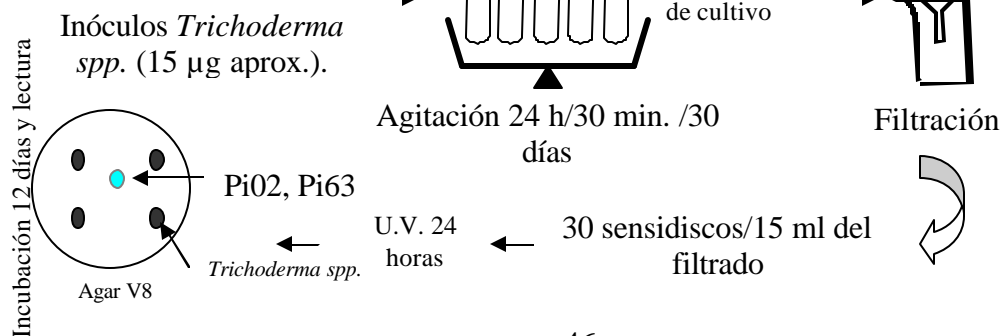 de cultivo
Inóculos Trichoderma
spp. (15 µg aprox.).
Agitación 24 h/30 min. /30
días
Filtración
Incubación 12 días y lectura
Pi02, Pi63
U.V. 24
horas
30 sensidiscos/15 ml del
filtrado
Trichoderma spp.
Agar V8